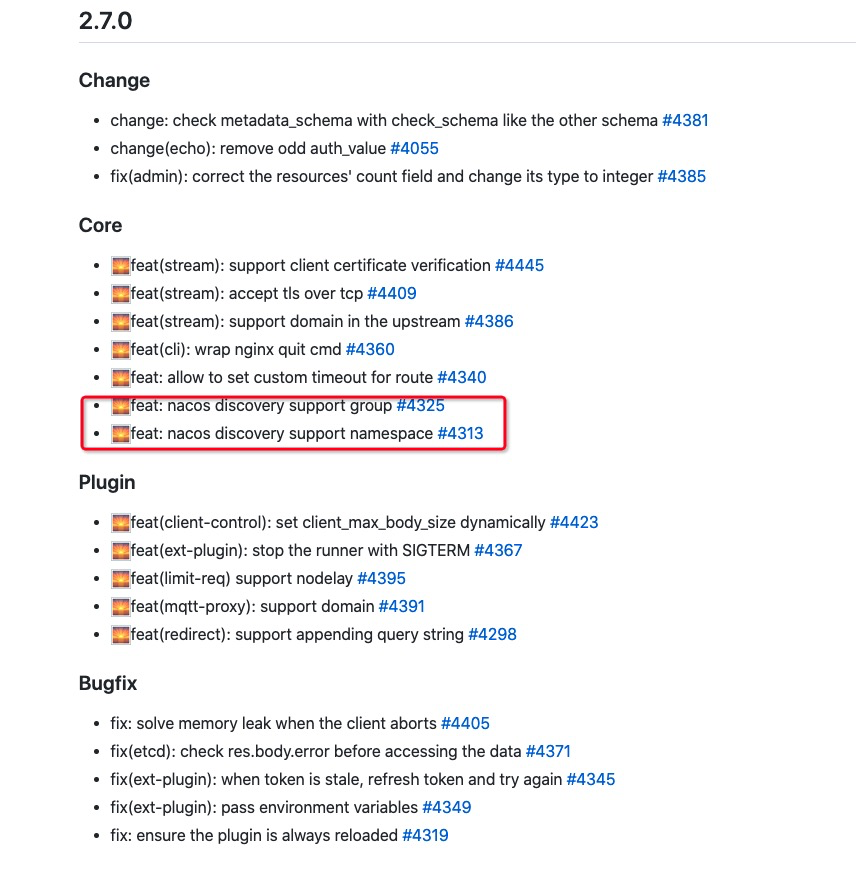 2.7.0
Change
• change: check metadata_schema with check_schema like the other schema #4381
• change(echo): remove odd auth_value #4055
• fix(admin): correct the resources' count field and change its type to integer #4385
Core
• 🌅feat(stream): support client certificate verification #4445
• 🌅feat(stream): accept tls over tcp #4409
• 🌅feat(stream): support domain in the upstream #4386
• 🌅feat(cli): wrap nginx quit cmd #4360
• 🌅feat: allow to set custom timeout for route #4340
• 🌅feat: nacos discovery support group #4325
• 🌅feat: nacos discovery support namespace #4313
Plugin
• 🌅feat(client-control): set client_max_body_size dynamically #4423
• 🌅feat(ext-plugin): stop the runner with SIGTERM #4367
• 🌅feat(limit-req) support nodelay #4395
• 🌅feat(mqtt-proxy): support domain #4391
• 🌅feat(redirect): support appending query string #4298
Bugfix
• fix: solve memory leak when the client aborts #4405
• fix(etcd): check res.body.error before accessing the data #4371
• fix(ext-plugin): when token is stale, refresh token and try again #4345
• fix(ext-plugin): pass environment variables #4349
• fix: ensure the plugin is always reloaded #4319